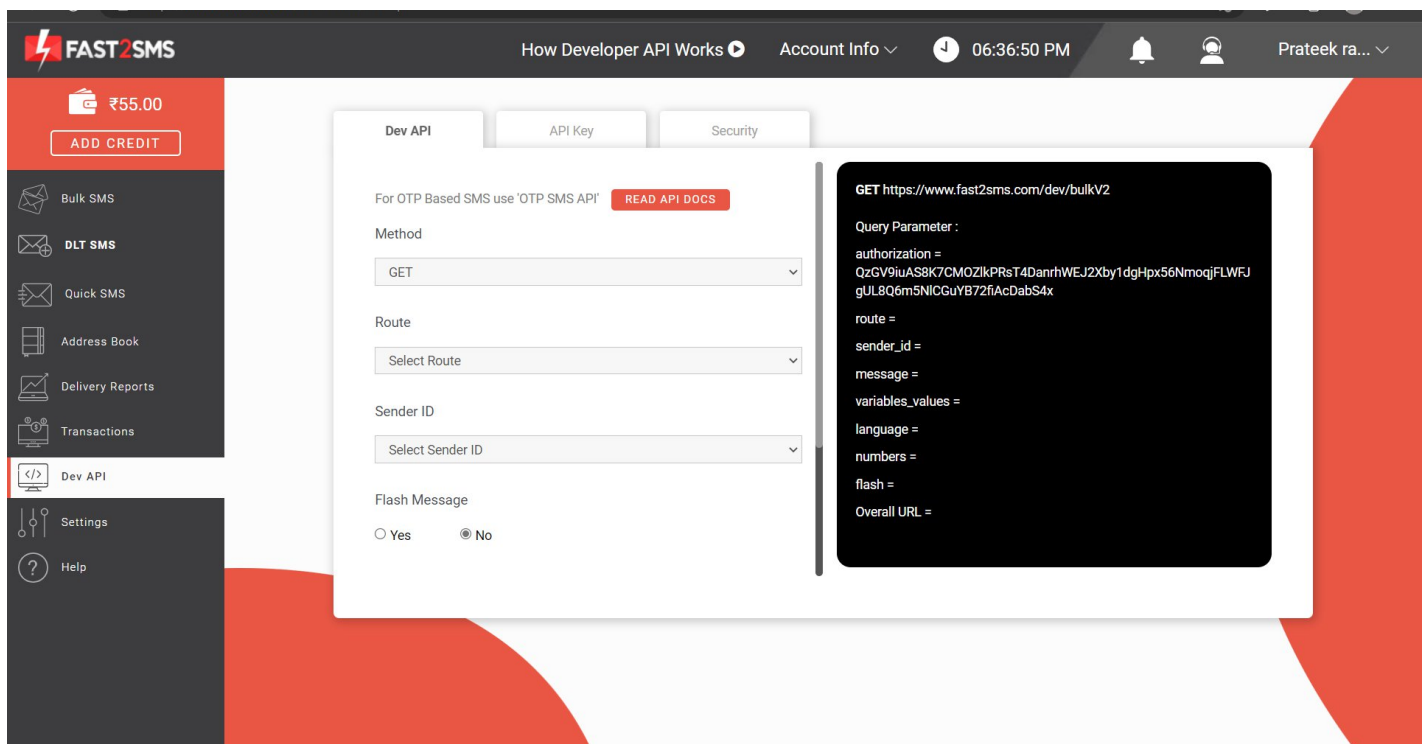 FAST2SMS
How Developer API Works
Account Info
06:36:50 PM
Prateek ra...
₹55.00
ADD CREDIT
Bulk SMS
DLT SMS
Quick SMS
Address Book
Delivery Reports
Transactions
Dev API
Settings
Help
Dev API
API Key
Security
For OTP Based SMS use 'OTP SMS API'
READ API DOCS
Method
GET
Route
Select Route
Sender ID
Select Sender ID
Flash Message
Yes
No
GET https://www.fast2sms.com/dev/bulkV2
Query Parameter :
authorization =
route =
sender_id =
message =
variables_values =
language =
numbers =
flash =
Overall URL =